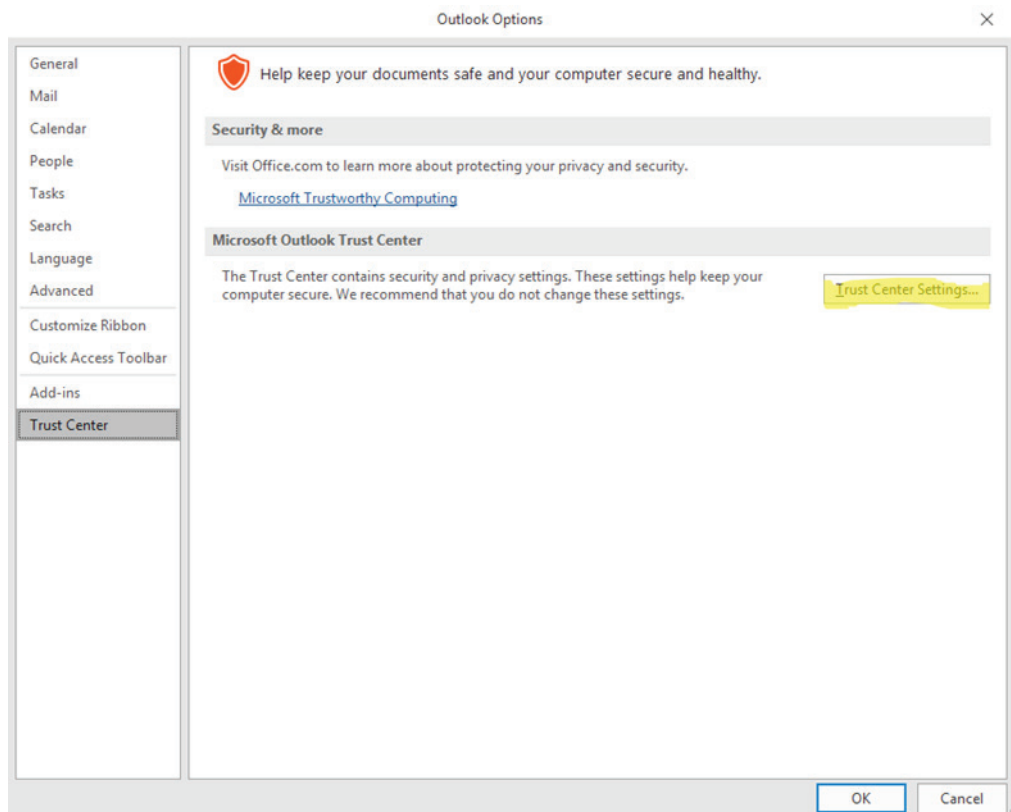 Outlook Options
General
Mail
Calendar
People
Tasks
Search
Language
Advanced
Customize Ribbon
Quick Access Toolbar
Add-ins
Trust Center
Help keep your documents safe and your computer secure and healthy.
Security & more
Visit Office.com to learn more about protecting your privacy and security.
Microsoft Trustworthy Computing
Microsoft Outlook Trust Center
The Trust Center contains security and privacy settings. These settings help keep your
computer secure. We recommend that you do not change these settings.
Trust Center Settings...
OK
Cancel